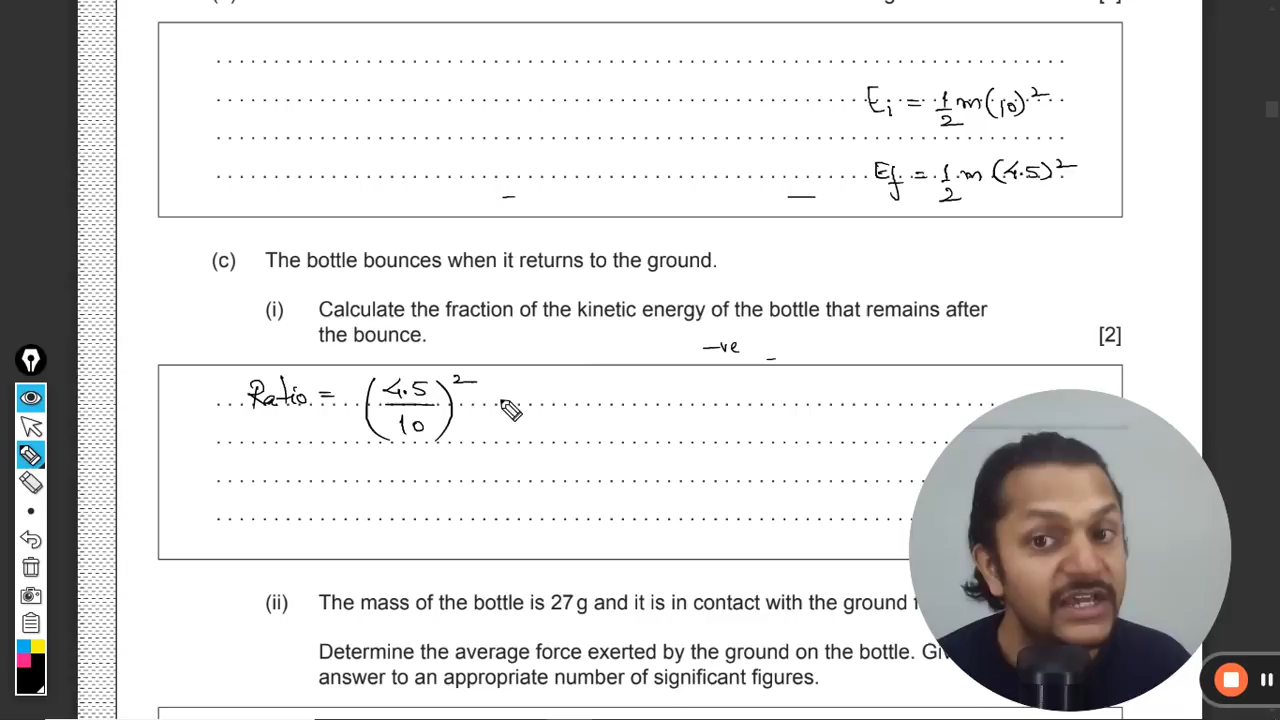 E_i = 1/2 m(10)^2
E_f = 1/2 m(4.5)^2
(c) The bottle bounces when it returns to the ground.
(i) Calculate the fraction of the kinetic energy of the bottle that remains after
the bounce. [2]
-ve
Ratio = (4.5/10)^2
(ii) The mass of the bottle is 27 g and it is in contact with the ground
Determine the average force exerted by the ground on the bottle.
answer to an appropriate number of significant figures.